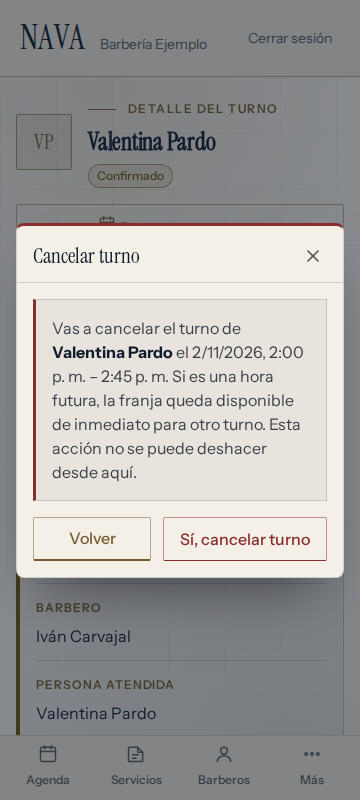 NAVA
Barbería Ejemplo
Cerrar sesión
DETALLE DEL TURNO
VP
Valentina Pardo
Confirmado
Cancelar turno
Vas a cancelar el turno de
Valentina Pardo el 2/11/2026, 2:00
p. m. – 2:45 p. m. Si es una hora
futura, la franja queda disponible
de inmediato para otro turno. Esta
acción no se puede deshacer
desde aquí.
Volver
Sí, cancelar turno
BARBERO
Iván Carvajal
PERSONA ATENDIDA
Valentina Pardo
Agenda
Servicios
Barberos
Más